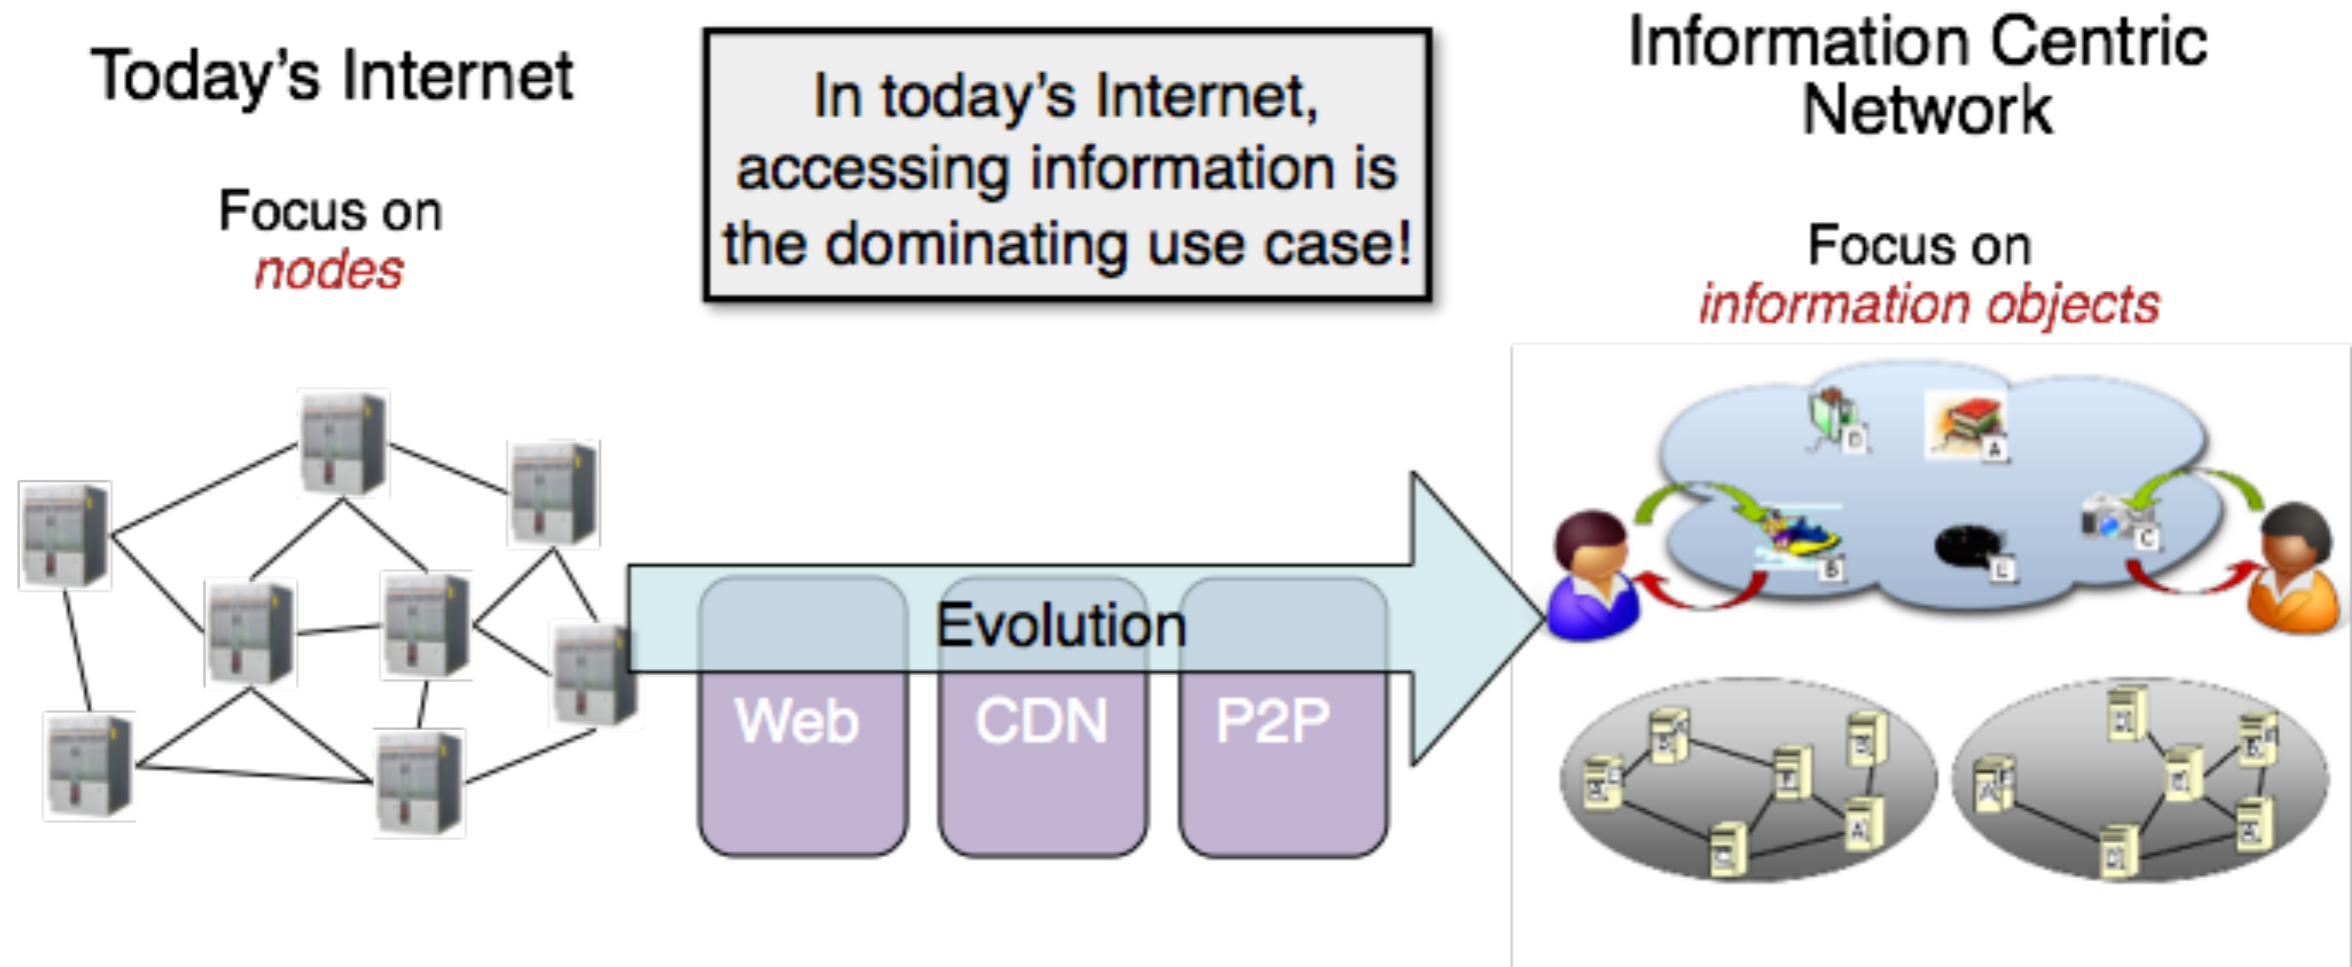 Today's Internet
Focus on
nodes
In today's Internet,
accessing information is
the dominating use case!
Information Centric
Network
Focus on
information objects
Evolution
Web
CDN
P2P
D
A
B
C